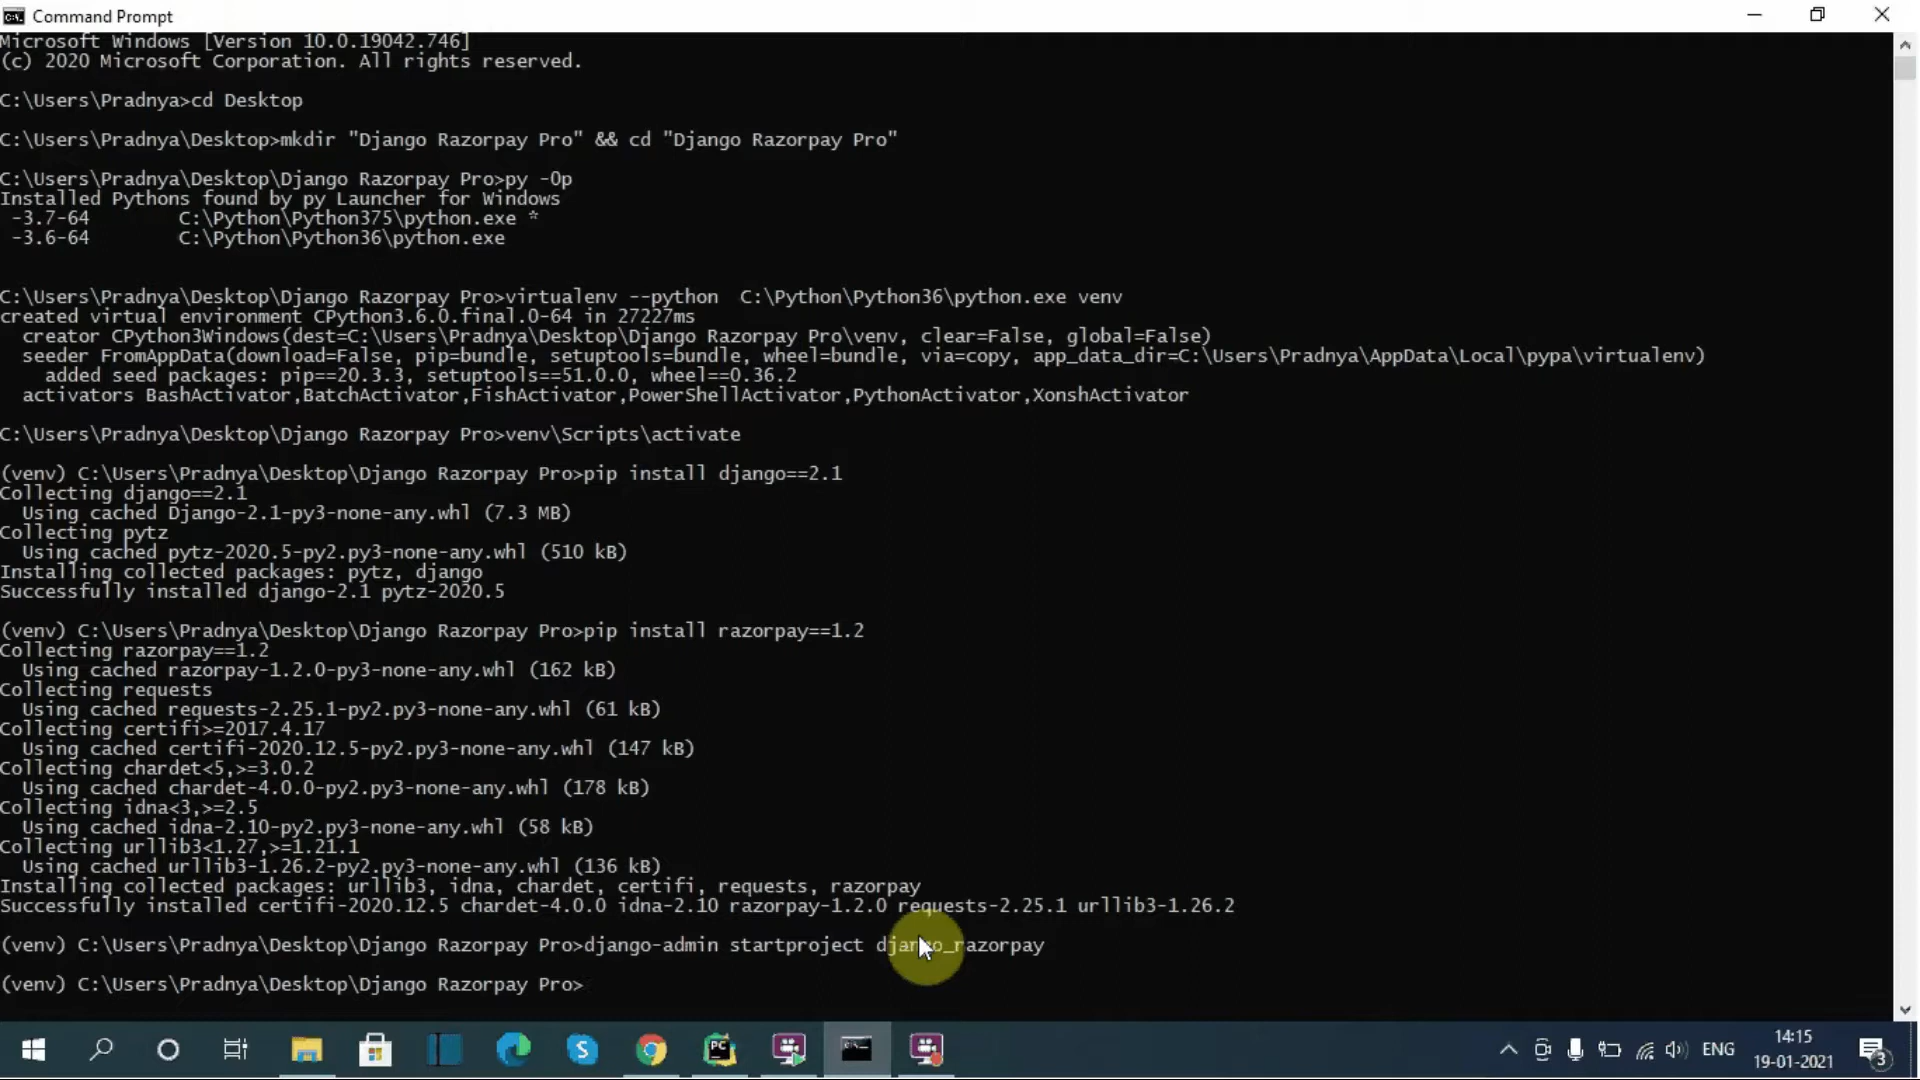 Command Prompt
Microsoft Windows [Version 10.0.19042.746]
(c) 2020 Microsoft Corporation. All rights reserved.
C:\Users\Pradnya>cd Desktop
C:\Users\Pradnya\Desktop>mkdir "Django Razorpay Pro" && cd "Django Razorpay Pro"
C:\Users\Pradnya\Desktop\Django Razorpay Pro>py -0p
Installed Pythons found by py Launcher for Windows
-3.7-64 C:\Python\Python375\python.exe *
-3.6-64 C:\Python\Python36\python.exe
C:\Users\Pradnya\Desktop\Django Razorpay Pro>virtualenv --python C:\Python\Python36\python.exe venv
created virtual environment CPython3.6.0.final.0-64 in 27227ms
creator CPython3Windows(dest=C:\Users\Pradnya\Desktop\Django Razorpay Pro\venv, clear=False, global=False)
seeder FromAppData(download=False, pip=bundle, setuptools=bundle, wheel=bundle, via=copy, app_data_dir=C:\Users\Pradnya\AppData\Local\pypa\virtualenv)
added seed packages: pip==20.3.3, setuptools==51.0.0, wheel==0.36.2
activators BashActivator,BatchActivator,FishActivator,PowerShellActivator,PythonActivator,XonshActivator
C:\Users\Pradnya\Desktop\Django Razorpay Pro>venv\Scripts\activate
(venv) C:\Users\Pradnya\Desktop\Django Razorpay Pro>pip install django==2.1
Collecting django==2.1
Using cached Django-2.1-py3-none-any.whl (7.3 MB)
Collecting pytz
Using cached pytz-2020.5-py2.py3-none-any.whl (510 kB)
Installing collected packages: pytz, django
Successfully installed django-2.1 pytz-2020.5
(venv) C:\Users\Pradnya\Desktop\Django Razorpay Pro>pip install razorpay==1.2
Collecting razorpay==1.2
Using cached razorpay-1.2.0-py3-none-any.whl (162 kB)
Collecting requests
Using cached requests-2.25.1-py2.py3-none-any.whl (61 kB)
Collecting certifi>=2017.4.17
Using cached certifi-2020.12.5-py2.py3-none-any.whl (147 kB)
Collecting chardet<5,>=3.0.2
Using cached chardet-4.0.0-py2.py3-none-any.whl (178 kB)
Collecting idna<3,>=2.5
Using cached idna-2.10-py2.py3-none-any.whl (58 kB)
Collecting urllib3<1.27,>=1.21.1
Using cached urllib3-1.26.2-py2.py3-none-any.whl (136 kB)
Installing collected packages: urllib3, idna, chardet, certifi, requests, razorpay
Successfully installed certifi-2020.12.5 chardet-4.0.0 idna-2.10 razorpay-1.2.0 requests-2.25.1 urllib3-1.26.2
(venv) C:\Users\Pradnya\Desktop\Django Razorpay Pro>django-admin startproject django_razorpay
(venv) C:\Users\Pradnya\Desktop\Django Razorpay Pro>
ENG
14:15
19-01-2021
3